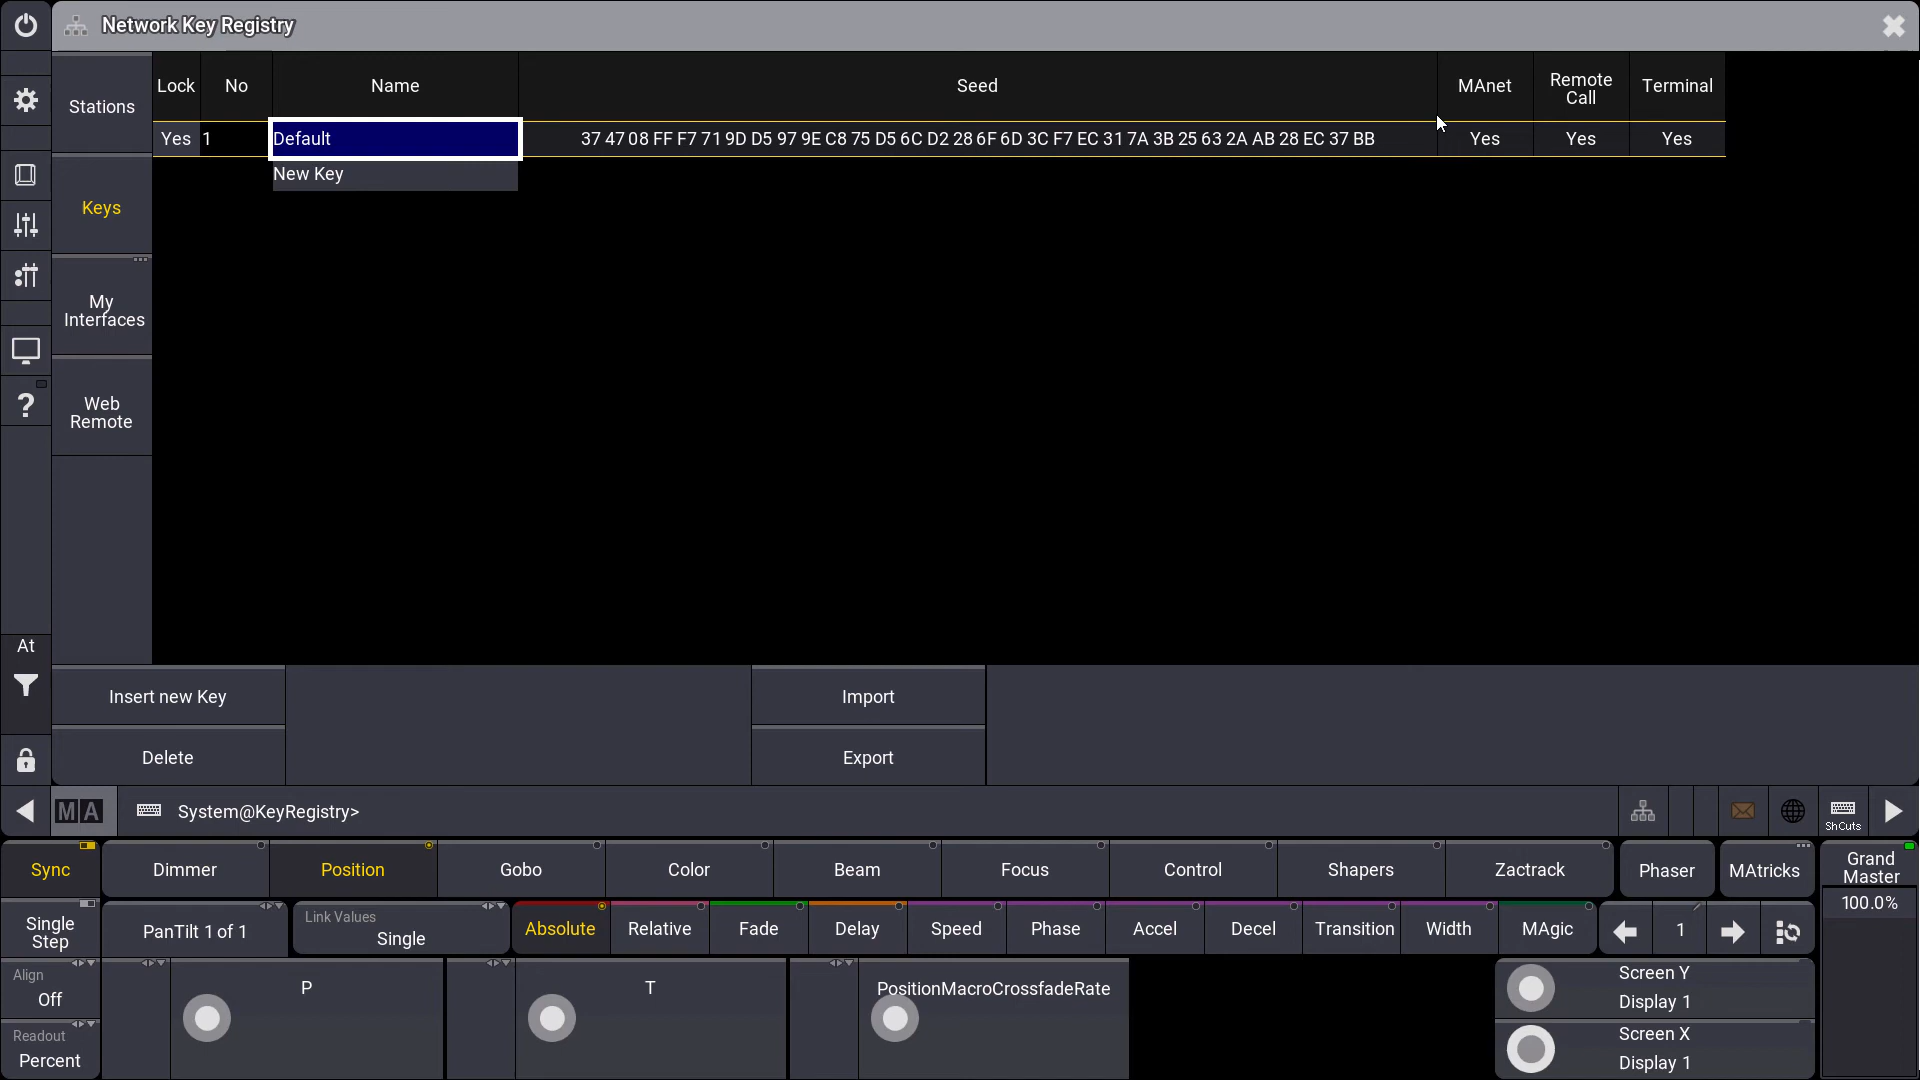 Network Key Registry
Stations
Keys
My
Interfaces
Web
Remote
Lock No Name Seed MAnet Remote Call Terminal
Yes 1 Default 37 47 08 FF F7 71 9D D5 97 9E C8 75 D5 6C D2 28 6F 6D 3C F7 EC 31 7A 3B 25 63 2A AB 28 EC 37 BB Yes Yes Yes
New Key
?
At
Insert new Key
Import
Delete
Export
MA
System@KeyRegistry>
ShCuts
Sync
Dimmer
Position
Gobo
Color
Beam
Focus
Control
Shapers
Zactrack
Phaser
MAtricks
Grand
Master
100.0%
Single
Step
PanTilt 1 of 1
Link Values
Single
Absolute
Relative
Fade
Delay
Speed
Phase
Accel
Decel
Transition
Width
MAgic
1
Align
Off
Readout
Percent
P
T
PositionMacroCrossfadeRate
Screen Y
Display 1
Screen X
Display 1